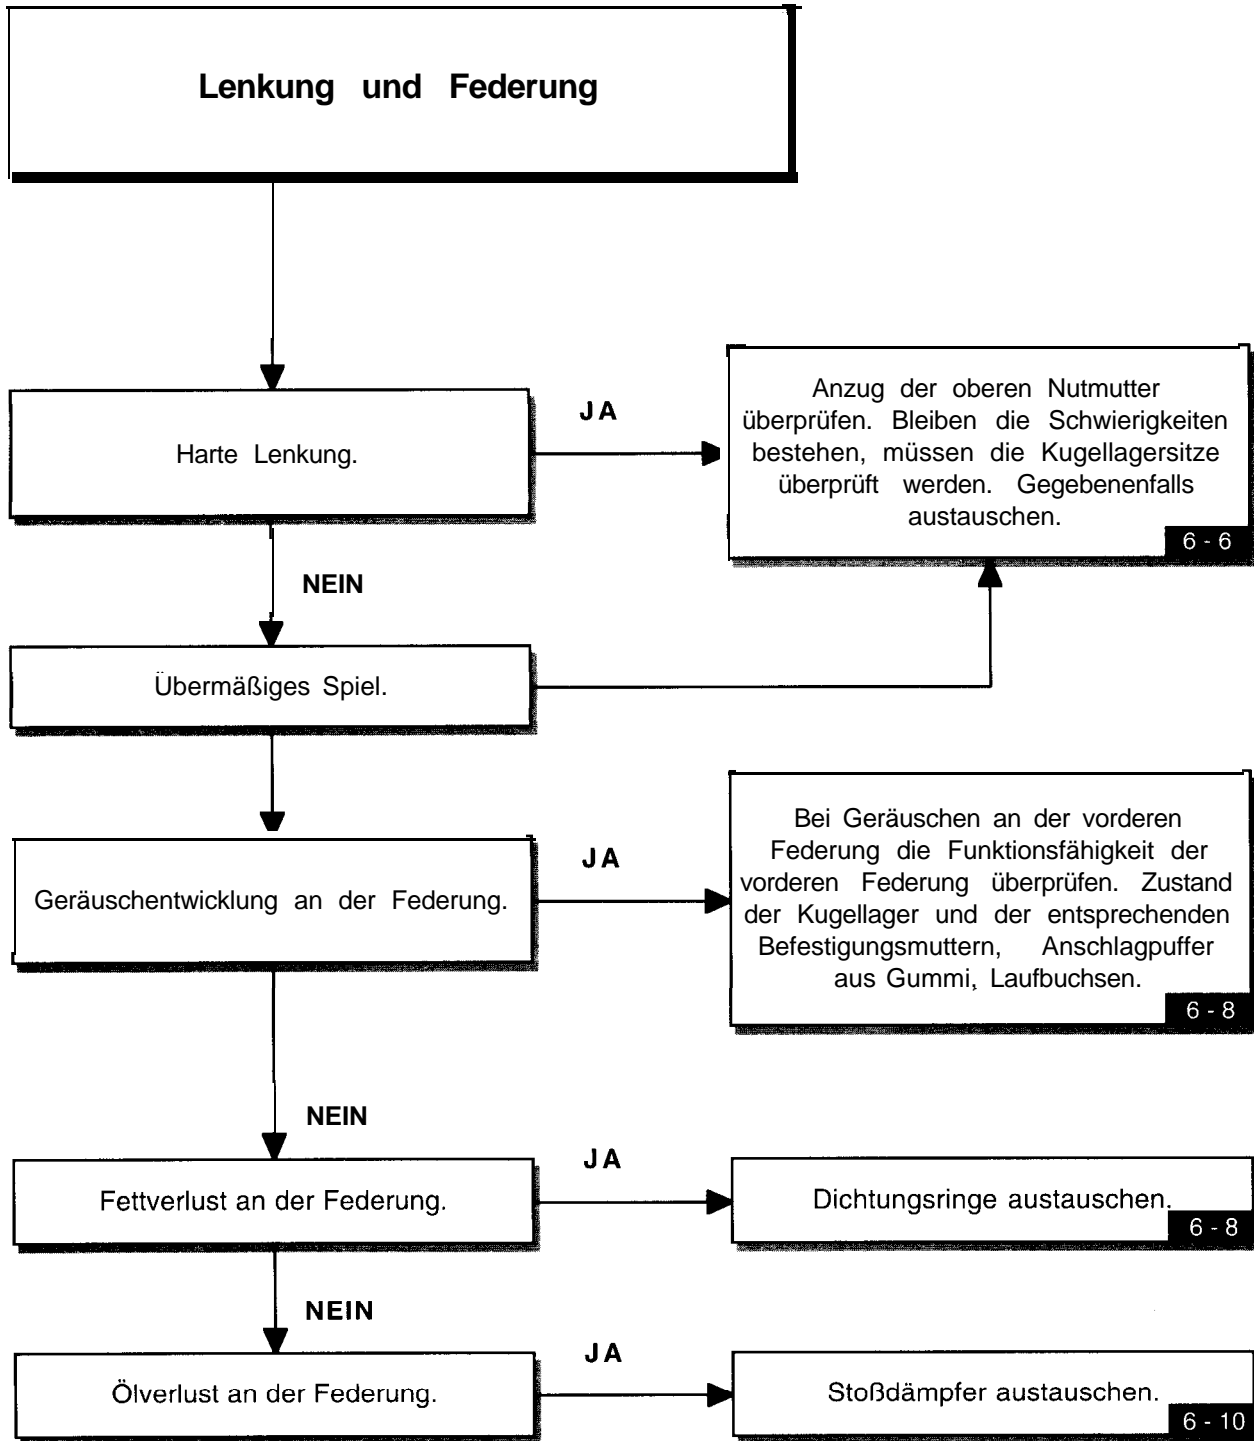 Lenkung und Federung
Harte Lenkung.
JA
Anzug der oberen Nutmutter
überprüfen. Bleiben die Schwierigkeiten
bestehen, müssen die Kugellagersitze
überprüft werden. Gegebenenfalls
austauschen.
6 - 6
NEIN
Übermäßiges Spiel.
Geräuschentwicklung an der Federung.
JA
Bei Geräuschen an der vorderen
Federung die Funktionsfähigkeit der
vorderen Federung überprüfen. Zustand
der Kugellager und der entsprechenden
Befestigungsmuttern, Anschlagpuffer
aus Gummi, Laufbuchsen.
6 - 8
NEIN
Fettverlust an der Federung.
JA
Dichtungsringe austauschen.
6 - 8
NEIN
Ölverlust an der Federung.
JA
Stoßdämpfer austauschen.
6 - 10